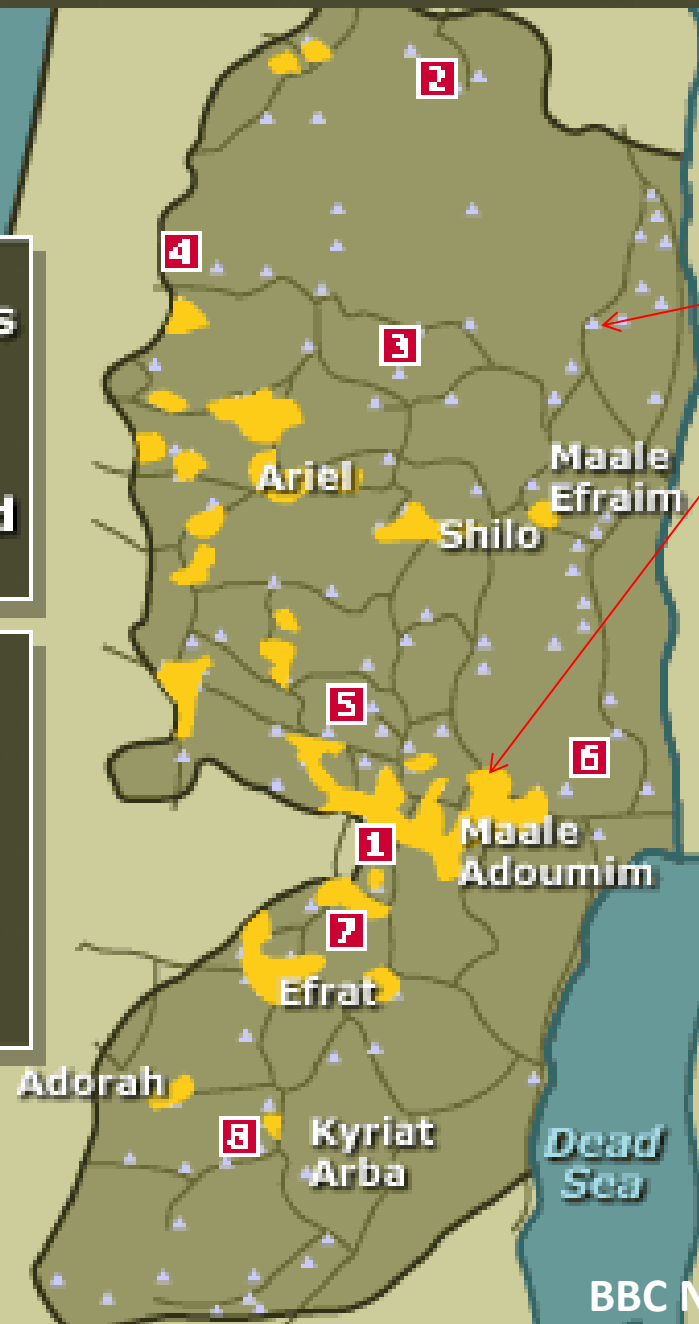 2
4
s
3
Maale
Efraim
Ariel
d
Shilo
5
6
1
Maale
Adoumim
7
Efrat
Adorah
8
Kyriat
Arba
Dead
Sea
BBC N